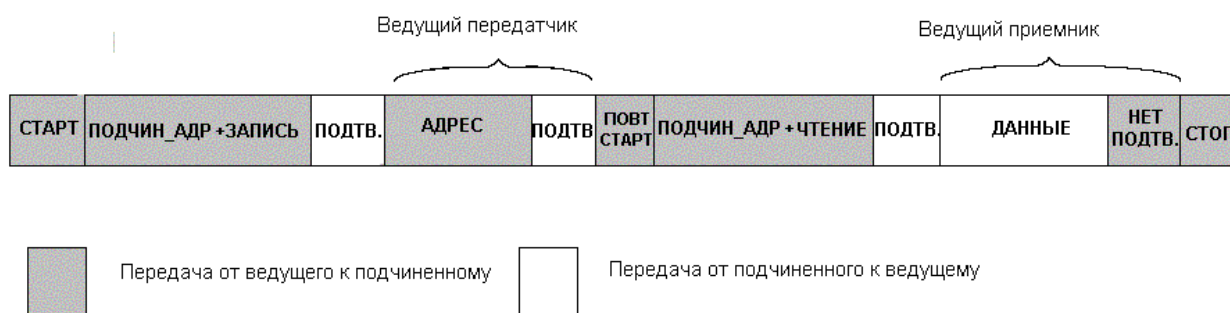 Ведущий передатчик
Ведущий приемник
СТАРТ ПОДЧИН_АДР +ЗАПИСЬ ПОДТВ. АДРЕС ПОДТВ ПОВТ СТАРТ ПОДЧИН_АДР + ЧТЕНИЕ ПОДТВ. ДАННЫЕ НЕТ ПОДТВ. СТОП
Передача от ведущего к подчиненному
Передача от подчиненного к ведущему